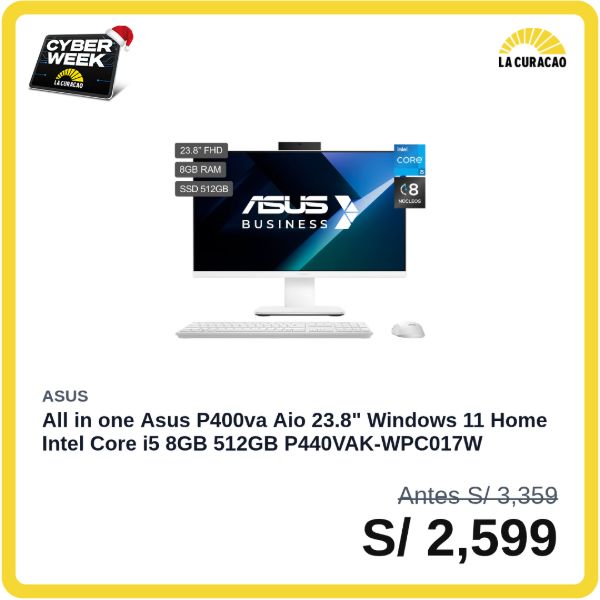 CYBER
WEEK
LA CURACAO
LA CURACAO
23.8" FHD
8GB RAM
SSD 512GB
intel
CORE
i5
8
NÚCLEOS
ASUS
BUSINESS
ASUS
All in one Asus P400va Aio 23.8" Windows 11 Home
Intel Core i5 8GB 512GB P440VAK-WPC017W
Antes S/ 3,359
S/ 2,599